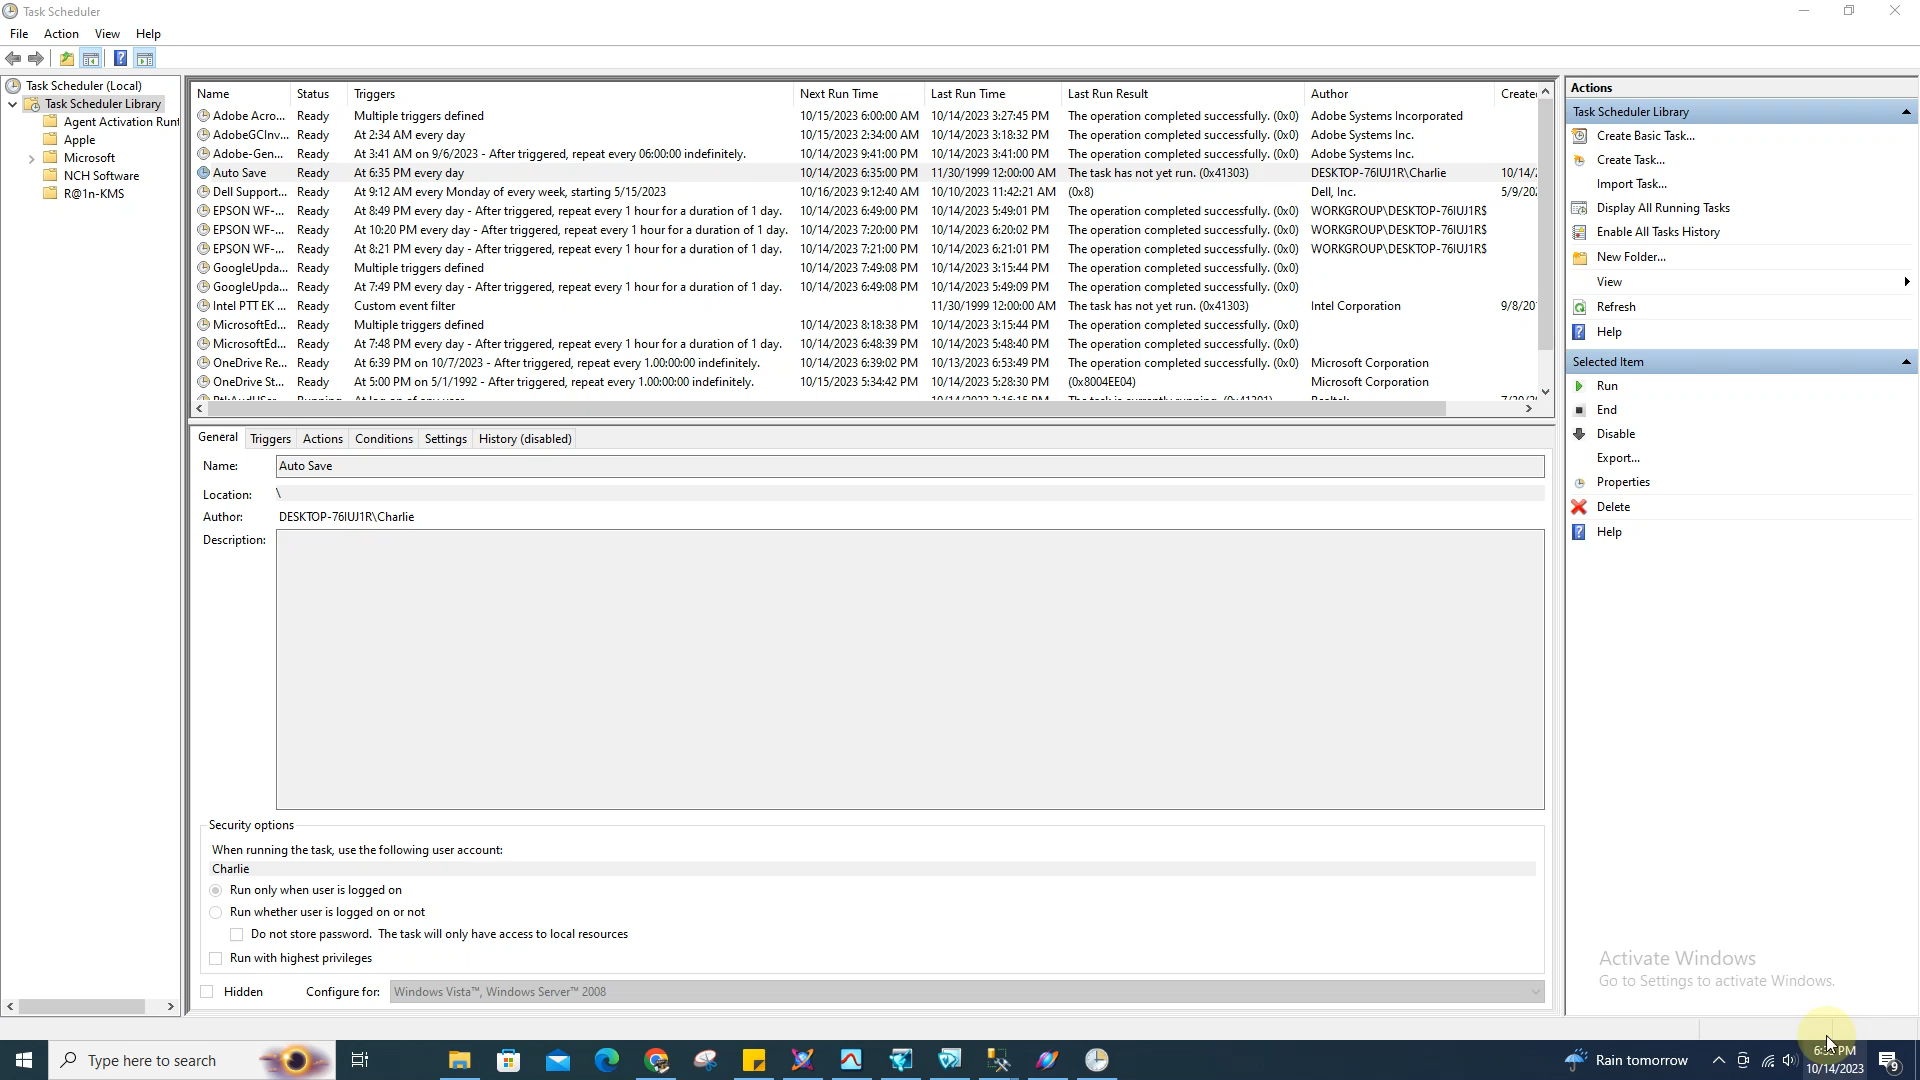 Task Scheduler
File Action View Help
Task Scheduler (Local)
Task Scheduler Library
Agent Activation Runt
Apple
Microsoft
NCH Software
R@1n-KMS
Name Status Triggers Next Run Time Last Run Time Last Run Result Author Create
Adobe Acro... Ready Multiple triggers defined 10/15/2023 6:00:00 AM 10/14/2023 3:27:45 PM The operation completed successfully. (0x0) Adobe Systems Incorporated
AdobeGCInv... Ready At 2:34 AM every day 10/15/2023 2:34:00 AM 10/14/2023 3:18:32 PM The operation completed successfully. (0x0) Adobe Systems Inc.
Adobe-Gen... Ready At 3:41 AM on 9/6/2023 - After triggered, repeat every 06:00:00 indefinitely. 10/14/2023 9:41:00 PM 10/14/2023 3:41:00 PM The operation completed successfully. (0x0) Adobe Systems Inc.
Auto Save Ready At 6:35 PM every day 10/14/2023 6:35:00 PM 11/30/1999 12:00:00 AM The task has not yet run. (0x41303) DESKTOP-76IUJ1R\Charlie 10/14/
Dell Support... Ready At 9:12 AM every Monday of every week, starting 5/15/2023 10/16/2023 9:12:40 AM 10/10/2023 11:42:21 AM (0x8) Dell, Inc. 5/9/20
EPSON WF-... Ready At 8:49 PM every day - After triggered, repeat every 1 hour for a duration of 1 day. 10/14/2023 6:49:00 PM 10/14/2023 5:49:01 PM The operation completed successfully. (0x0) WORKGROUP\DESKTOP-76IUJ1R$
EPSON WF-... Ready At 10:20 PM every day - After triggered, repeat every 1 hour for a duration of 1 day. 10/14/2023 7:20:00 PM 10/14/2023 6:20:02 PM The operation completed successfully. (0x0) WORKGROUP\DESKTOP-76IUJ1R$
EPSON WF-... Ready At 8:21 PM every day - After triggered, repeat every 1 hour for a duration of 1 day. 10/14/2023 7:21:00 PM 10/14/2023 6:21:01 PM The operation completed successfully. (0x0) WORKGROUP\DESKTOP-76IUJ1R$
GoogleUpda... Ready Multiple triggers defined 10/14/2023 7:49:08 PM 10/14/2023 3:15:44 PM The operation completed successfully. (0x0)
GoogleUpda... Ready At 7:49 PM every day - After triggered, repeat every 1 hour for a duration of 1 day. 10/14/2023 6:49:08 PM 10/14/2023 5:49:09 PM The operation completed successfully. (0x0)
Intel PTT EK ... Ready Custom event filter 11/30/1999 12:00:00 AM The task has not yet run. (0x41303) Intel Corporation 9/8/20
MicrosoftEd... Ready Multiple triggers defined 10/14/2023 8:18:38 PM 10/14/2023 3:15:44 PM The operation completed successfully. (0x0)
MicrosoftEd... Ready At 7:48 PM every day - After triggered, repeat every 1 hour for a duration of 1 day. 10/14/2023 6:48:39 PM 10/14/2023 5:48:40 PM The operation completed successfully. (0x0)
OneDrive Re... Ready At 6:39 PM on 10/7/2023 - After triggered, repeat every 1.00:00:00 indefinitely. 10/14/2023 6:39:02 PM 10/13/2023 6:53:49 PM The operation completed successfully. (0x0) Microsoft Corporation
OneDrive St... Ready At 5:00 PM on 5/1/1992 - After triggered, repeat every 1.00:00:00 indefinitely. 10/15/2023 5:34:42 PM 10/14/2023 5:28:30 PM (0x8004EE04) Microsoft Corporation
General Triggers Actions Conditions Settings History (disabled)
Name: Auto Save
Location: \
Author: DESKTOP-76IUJ1R\Charlie
Description:
Security options
When running the task, use the following user account:
Charlie
Run only when user is logged on
Run whether user is logged on or not
Do not store password. The task will only have access to local resources
Run with highest privileges
Hidden Configure for: Windows Vista™, Windows Server™ 2008
Actions
Task Scheduler Library
Create Basic Task...
Create Task...
Import Task...
Display All Running Tasks
Enable All Tasks History
New Folder...
View
Refresh
Help
Selected Item
Run
End
Disable
Export...
Properties
Delete
Help
Activate Windows
Go to Settings to activate Windows.
Type here to search
Rain tomorrow
PM
10/14/2023
9